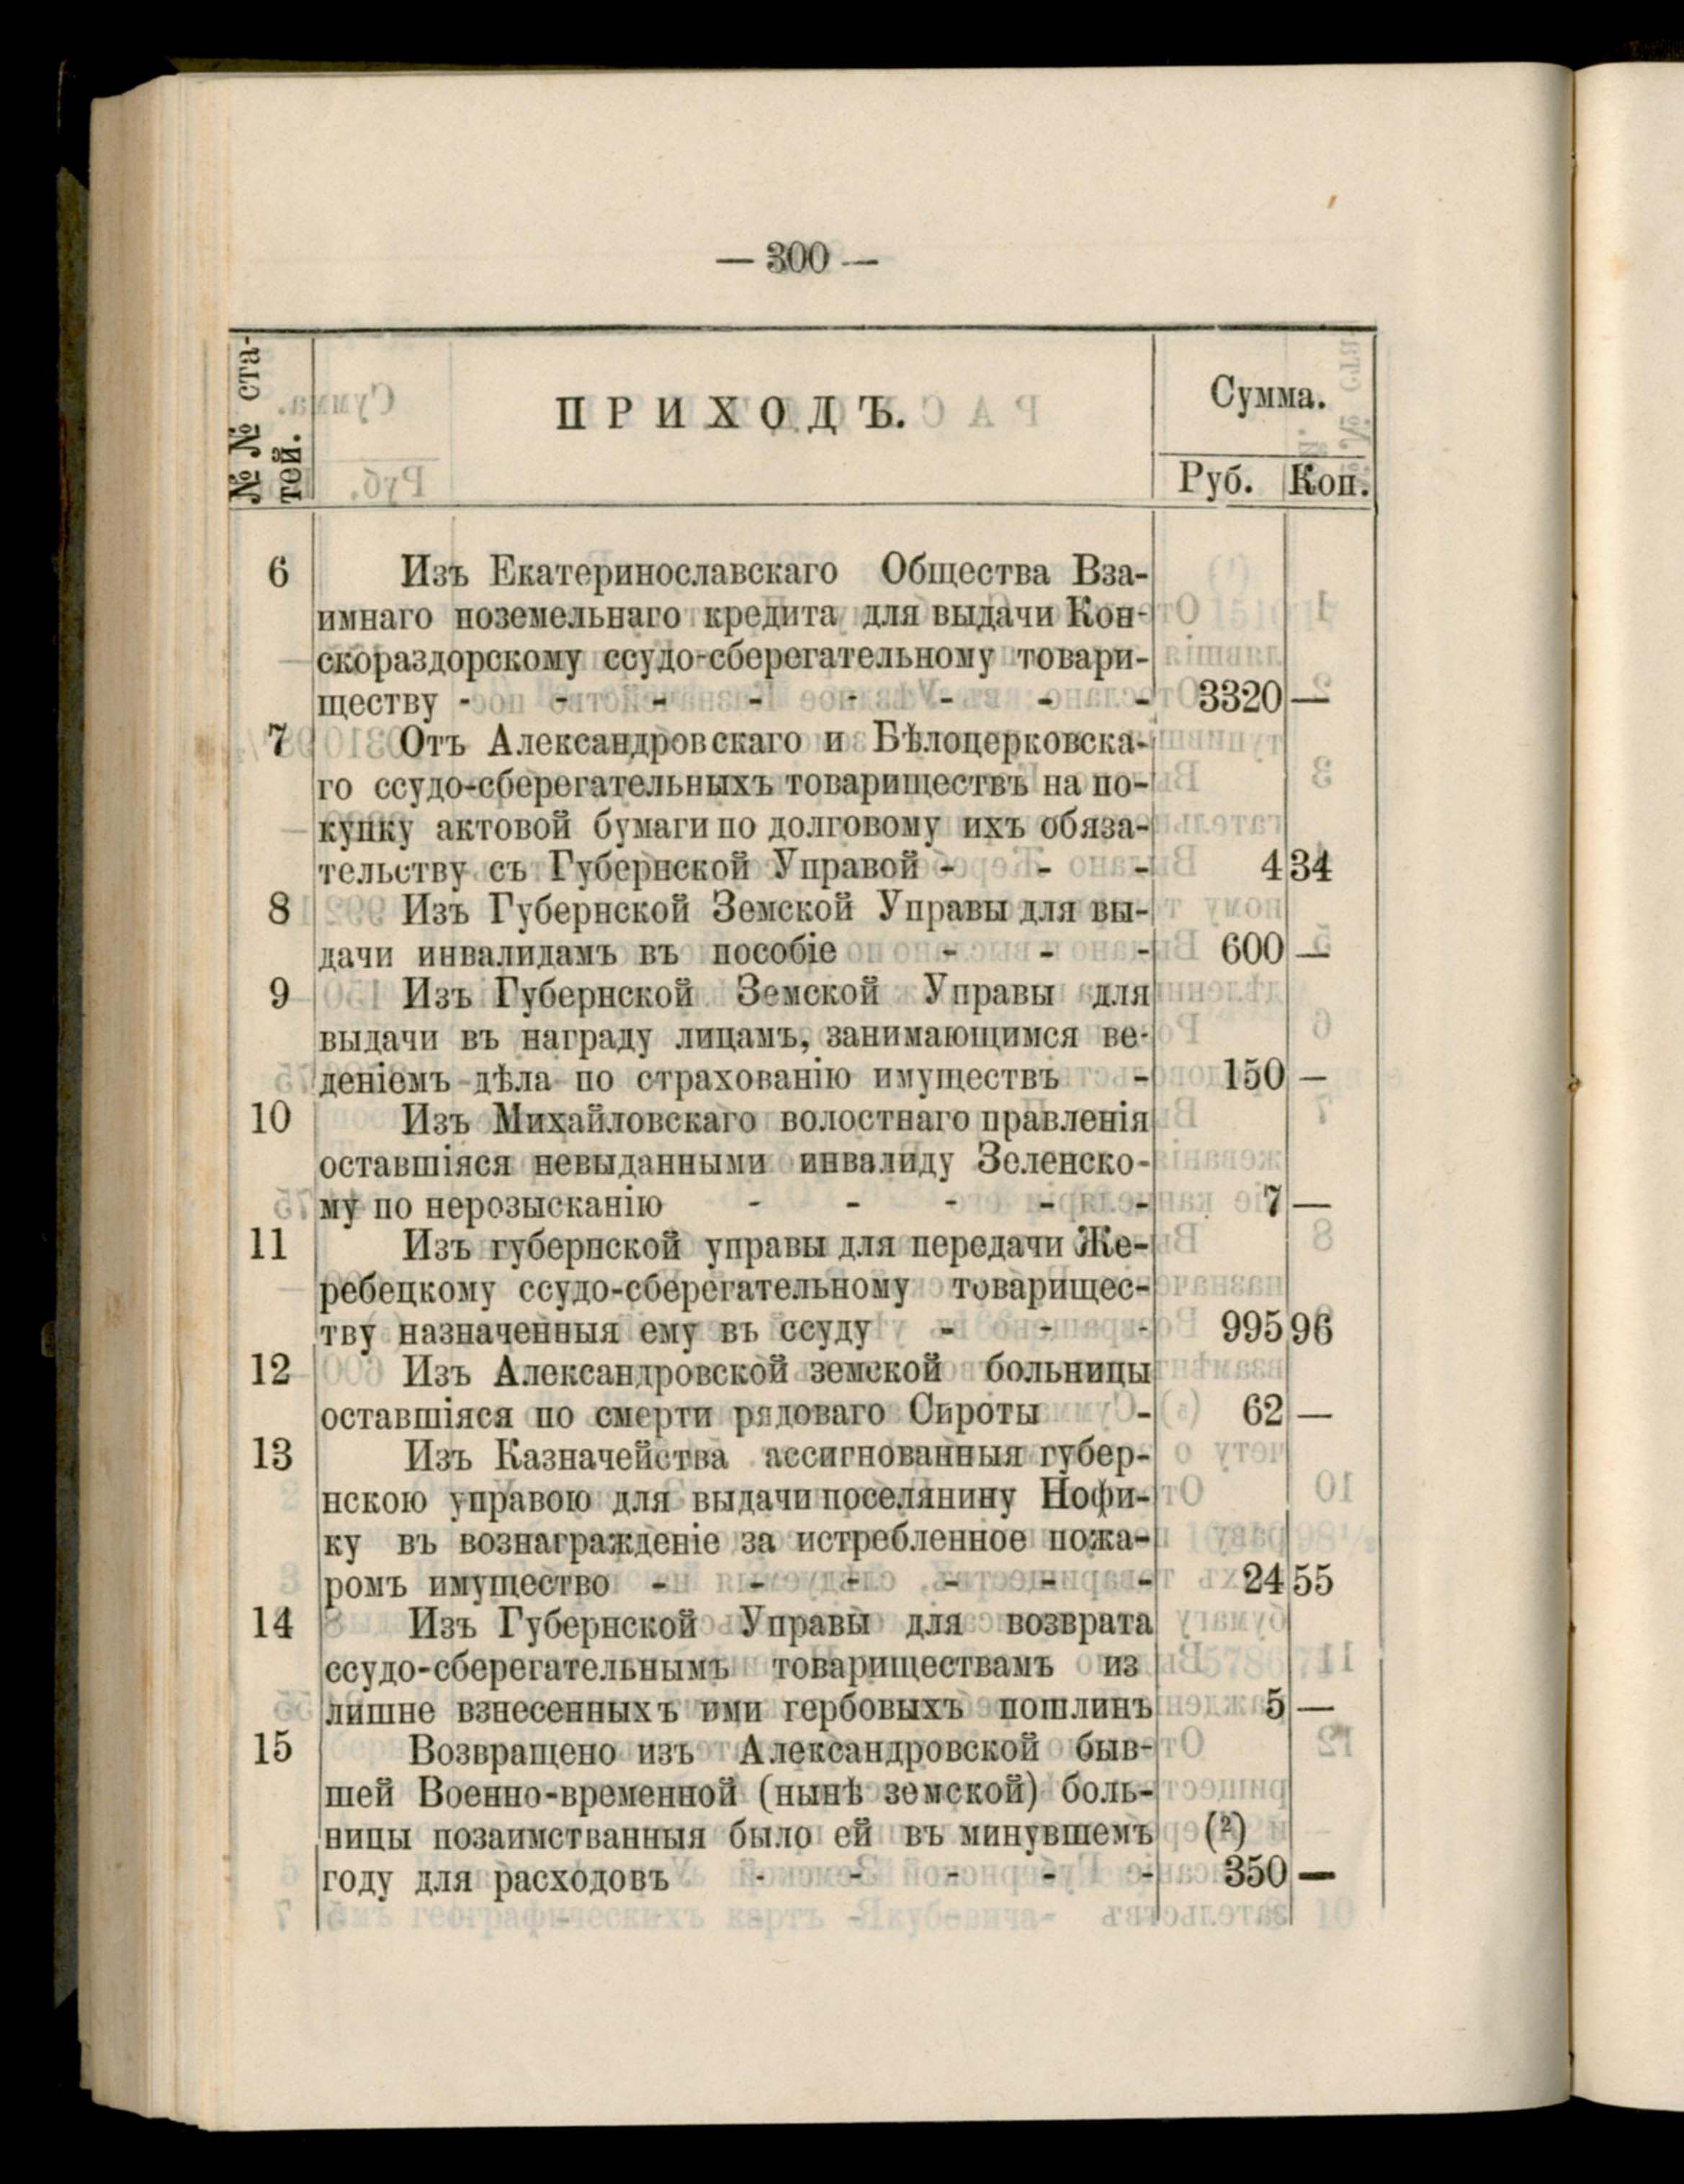 — 300 —
№ № ста-
тей.
ПРИХОДЪ.
Сумма.
Руб. Коп.
6 Изъ Екатеринославскаго Общества Вза-
имнаго поземельнаго кредита для выдачи Кон-
скораздорскому ссудо-сберегательному товари-
ществу - - - - - - - - 3320 —
7 Отъ Александровскаго и Бѣлоцерковска-
го ссудо-сберегательныхъ товариществъ на по-
купку актовой бумаги по долговому ихъ обяза-
тельству съ Губернской Управой - - - 4 34
8 Изъ Губернской Земской Управы для вы-
дачи инвалидамъ въ пособіе - - - 600 —
9 Изъ Губернской Земской Управы для
выдачи въ награду лицамъ, занимающимся ве-
деніемъ дѣла по страхованію имуществъ - 150 —
10 Изъ Михайловскаго волостнаго правленія
оставшіяся невыданными инвалиду Зеленско-
му по нерозысканію - - - - - 7 —
11 Изъ губернской управы для передачи Же-
ребецкому ссудо-сберегательному товарищес-
тву назначенныя ему въ ссуду - - - 995 96
12 Изъ Александровской земской больницы
оставшіяся по смерти рядоваго Сироты - 62 —
13 Изъ Казначейства ассигнованныя губер-
нскою управою для выдачи поселянину Нофи-
ку въ вознагражденіе за истребленное пожа-
ромъ имущество - - - - - - 24 55
14 Изъ Губернской Управы для возврата
ссудо-сберегательнымъ товариществамъ из
лишне взнесенныхъ ими гербовыхъ пошлинъ 5 —
15 Возвращено изъ Александровской быв-
шей Военно-временной (нынѣ земской) боль-
ницы позаимствванныя было ей въ минувшемъ (²)
году для расходовъ - - - - - 350 —